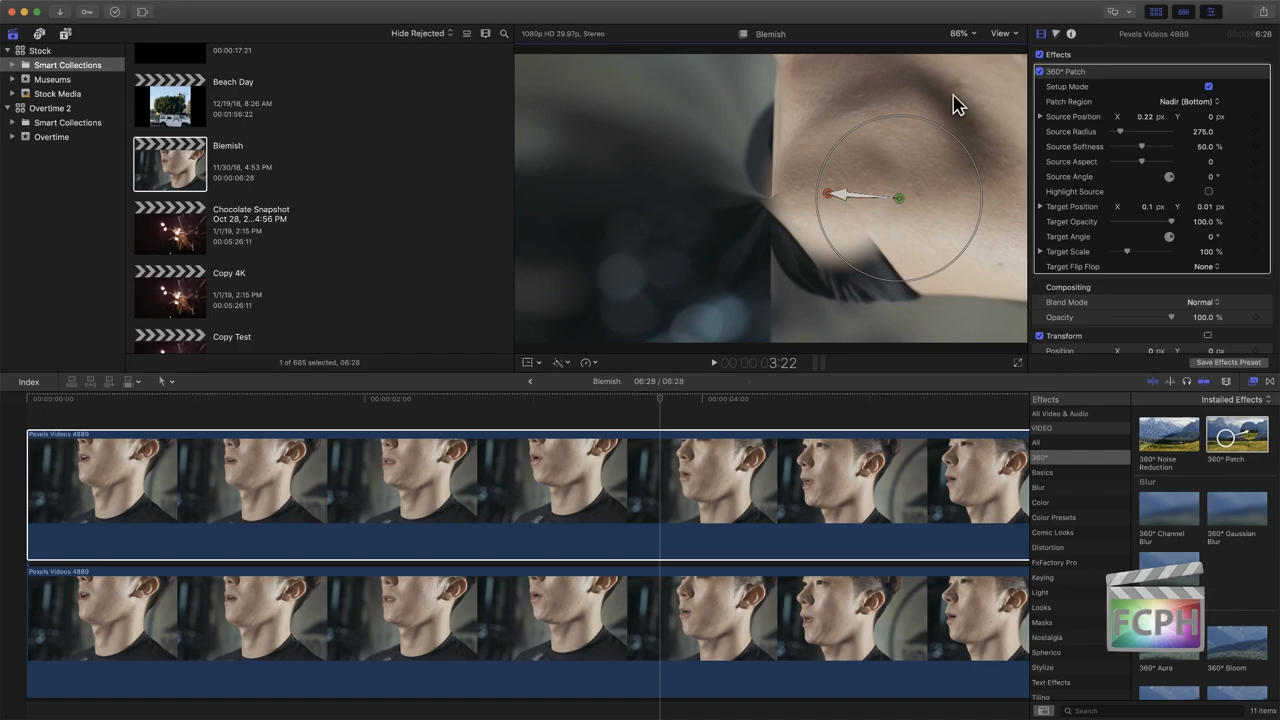 Hide Rejected
1080p HD 29.97p, Stereo
Blemish
86%
View
Pexels Videos 4889
6:28
Stock
Smart Collections
Museums
Stock Media
Overtime 2
Smart Collections
Overtime
00:00:17:21
Beach Day
12/19/18, 8:26 AM
00:01:56:22
Blemish
11/30/18, 4:53 PM
00:00:06:28
Chocolate Snapshot
Oct 28, 2...4:56 PM
1/1/19, 2:15 PM
00:05:26:11
Copy 4K
1/1/19, 2:15 PM
00:05:26:11
Copy Test
1 of 685 selected, 06:28
00:00:03:22
Effects
360° Patch
Setup Mode
Patch Region Nadir (Bottom)
Source Position X 0.22 px Y 0 px
Source Radius 275.0
Source Softness 50.0 %
Source Aspect 0
Source Angle 0 °
Highlight Source
Target Position X 0.1 px Y 0.01 px
Target Opacity 100.0 %
Target Angle 0 °
Target Scale 100 %
Target Flip Flop None
Compositing
Blend Mode Normal
Opacity 100.0 %
Transform
Position X 0 px Y 0 px
Save Effects Preset
Index
Blemish
06:28 / 06:28
00:00:00:00
00:00:02:00
00:00:04:00
Pexels Videos 4889
Pexels Videos 4889
Effects
Installed Effects
All Video & Audio
VIDEO
All
360°
Basics
Blur
Color
Color Presets
Comic Looks
Distortion
FxFactory Pro
Keying
Light
Looks
Masks
Nostalgia
Spherico
Stylize
Text Effects
Tiling
360° Noise
Reduction
360° Patch
Blur
360° Channel
Blur
360° Gaussian
Blur
FCPH
360° Aura
360° Bloom
Search
11 items